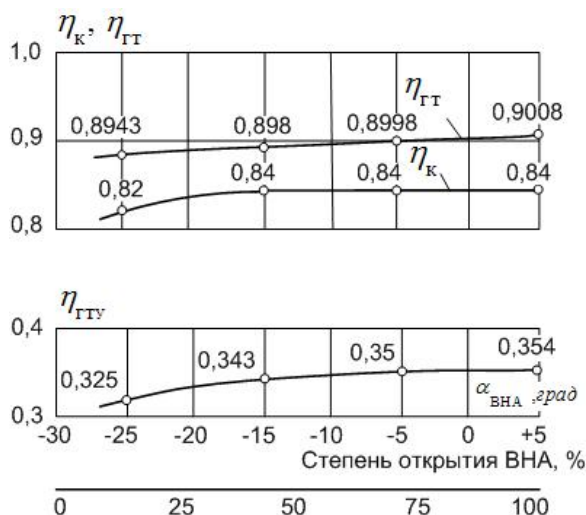 η_к, η_гт
1,0
η_гт
0,8943 0,898 0,8998 0,9008
0,9
η_к
0,82 0,84 0,84 0,84
0,8
η_ГТУ
0,4
0,325 0,343 0,35 0,354
α_ВНА, град
0,3
-30 -25 -20 -15 -10 -5 0 +5
Степень открытия ВНА, %
0 25 50 75 100